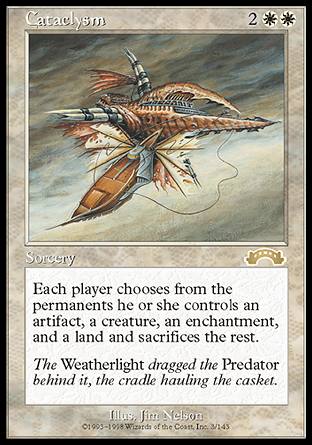 Cataclysm 2
Sorcery
Each player chooses from the
permanents he or she controls an
artifact, a creature, an enchantment,
and a land and sacrifices the rest.
The Weatherlight dragged the Predator
behind it, the cradle hauling the casket.
Illus. Jim Nelson
©1993-1998 Wizards of the Coast, Inc. 3/143